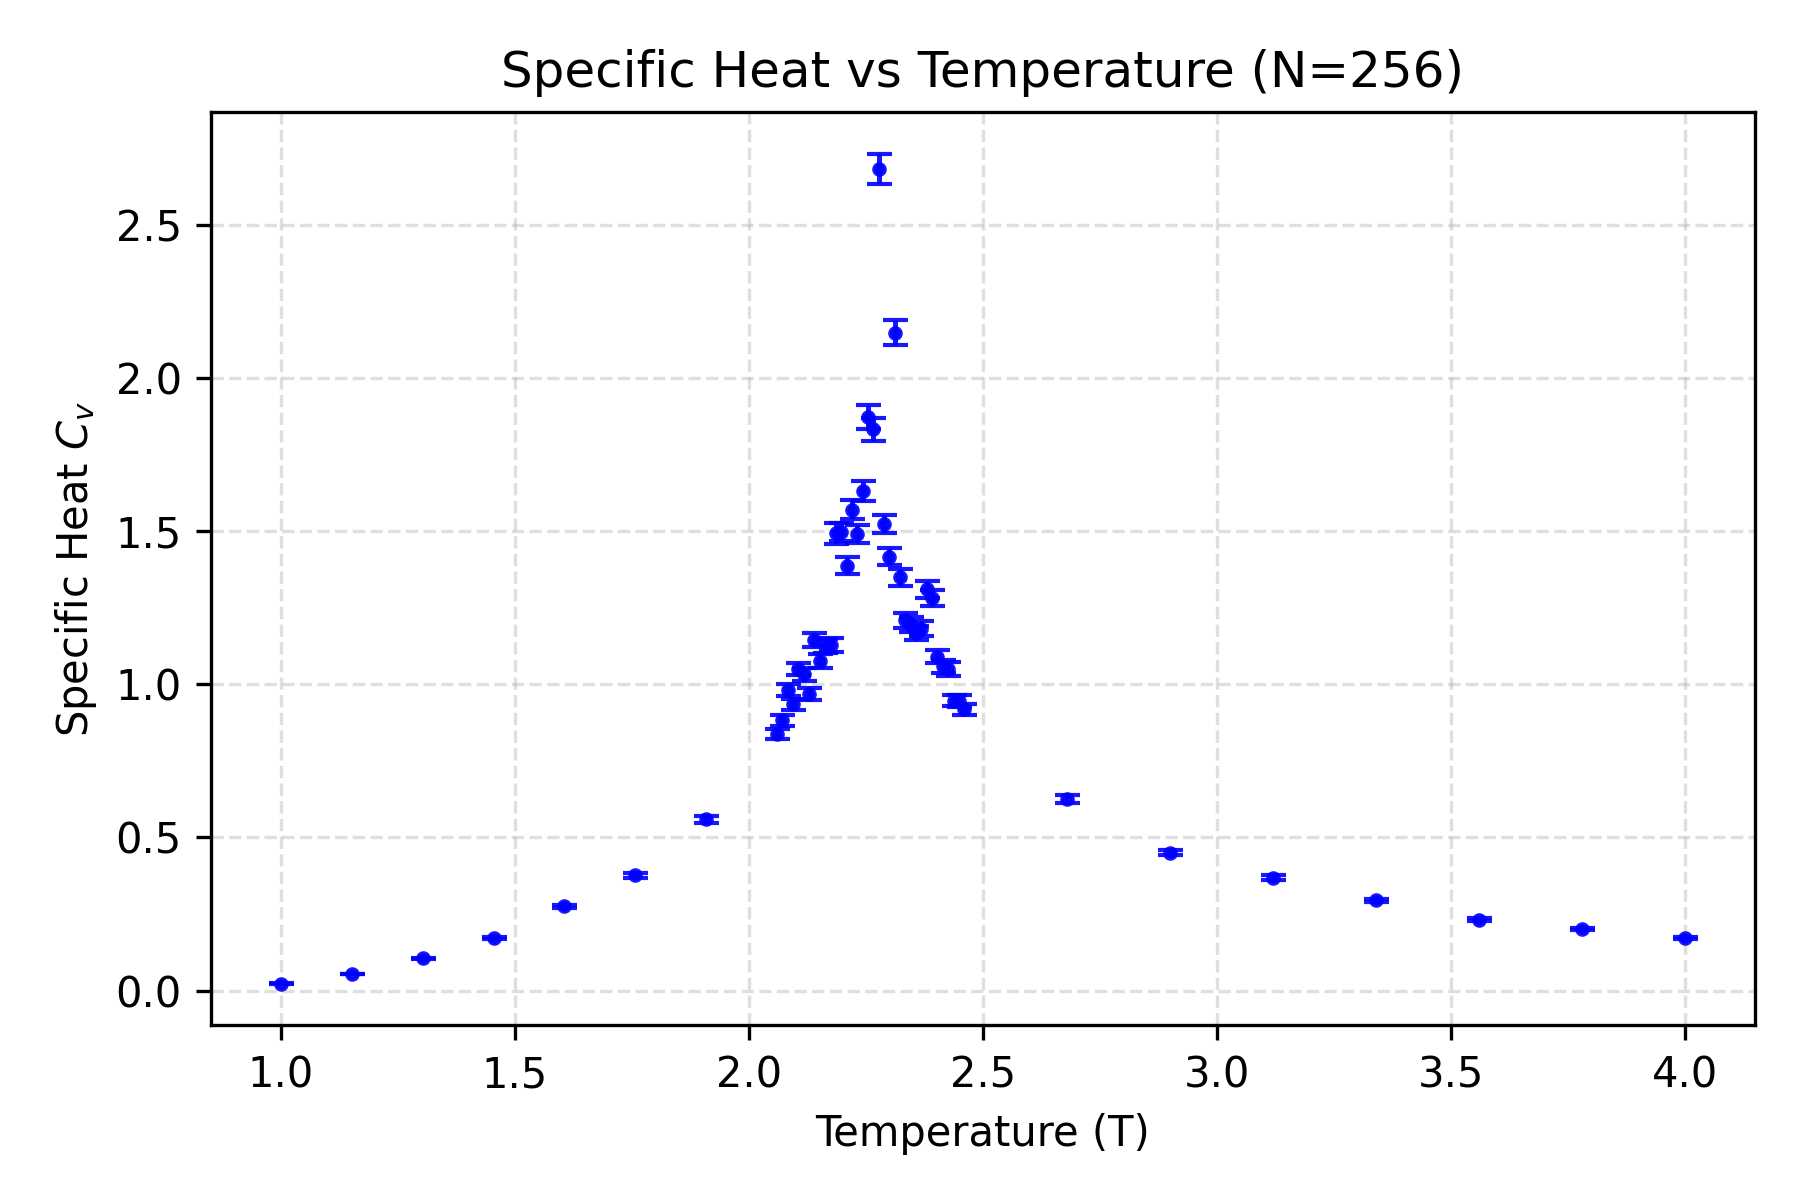 Specific Heat vs Temperature (N=256)
Specific Heat Cᵥ
2.5
2.0
1.5
1.0
0.5
0.0
1.0 1.5 2.0 2.5 3.0 3.5 4.0
Temperature (T)